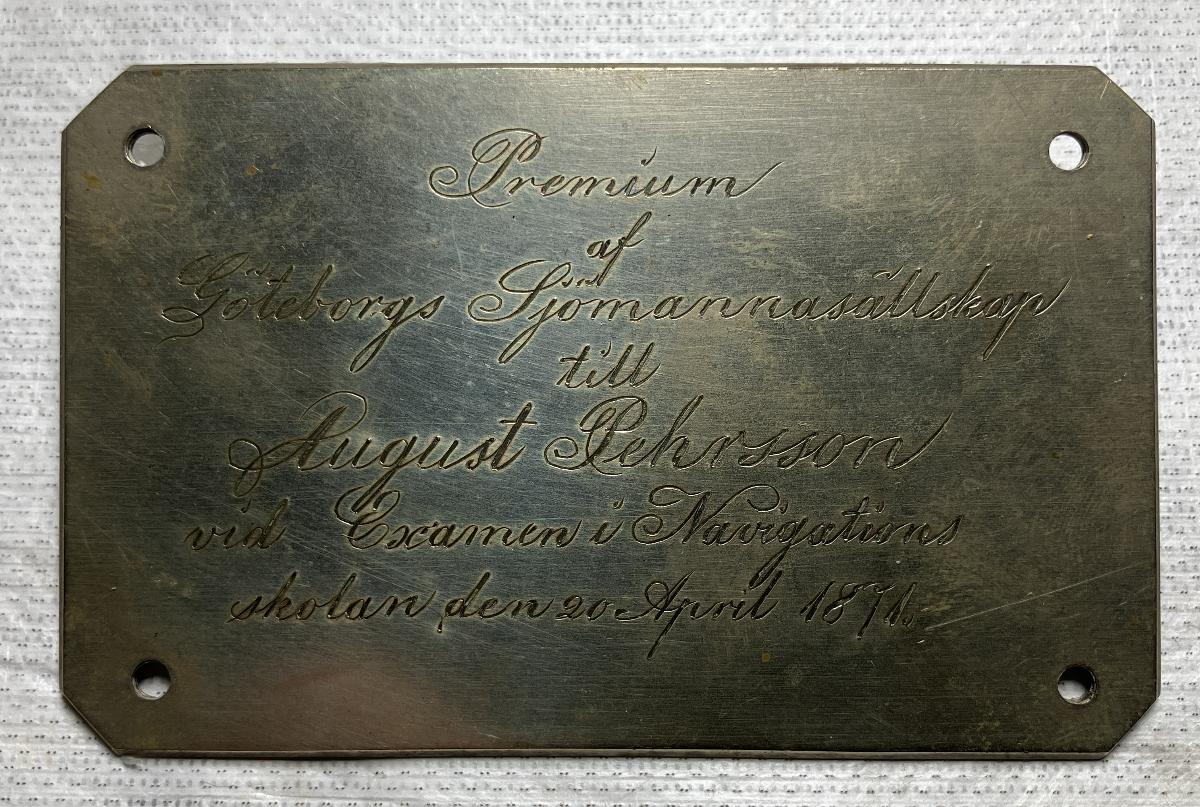 Premium
af
Göteborgs Sjömannasällskap
till
August Pehrsson
vid Examen i Navigations
skolan den 20 April 1871.